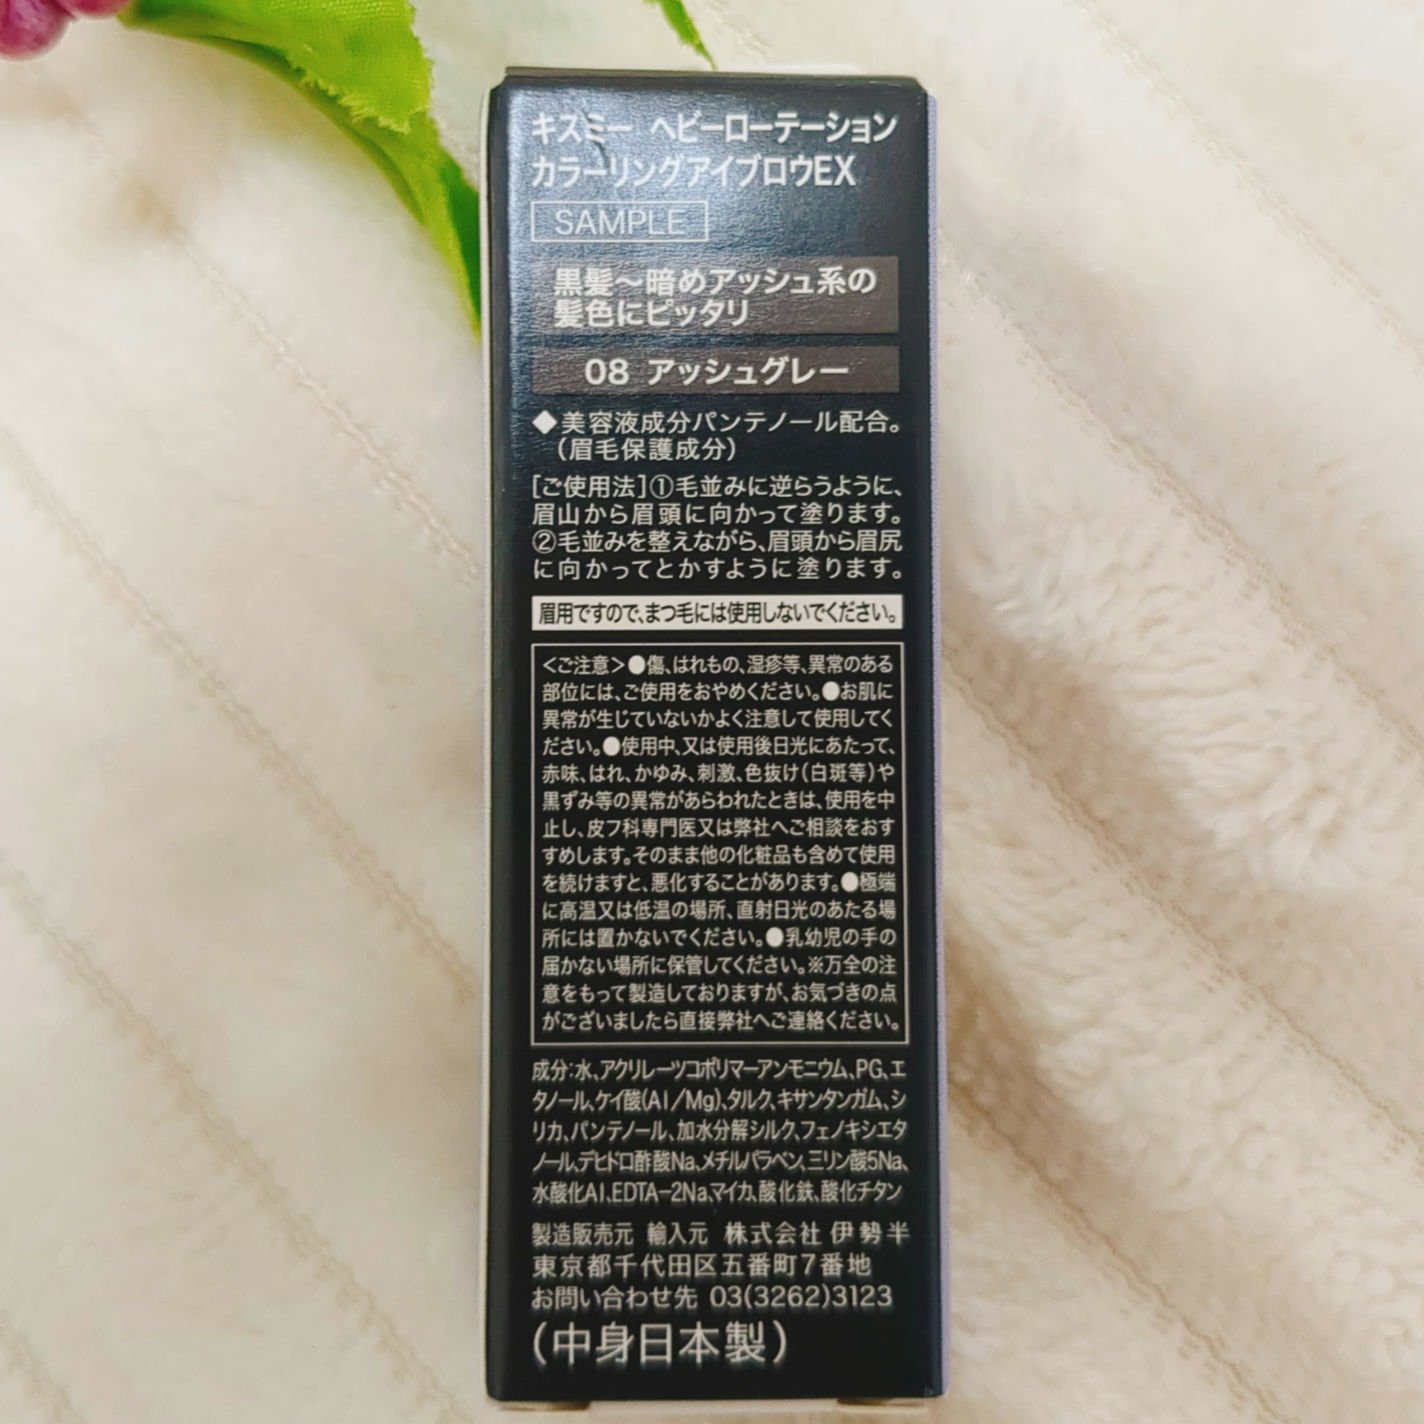 キスミー ヘビーローテーション
カラーリングアイブロウEX
SAMPLE
黒髪～暗めアッシュ系の
髪色にピッタリ
08 アッシュグレー
◆美容液成分パンテノール配合。
(眉毛保護成分)
[ご使用法]①毛並みに逆らうように、
眉山から眉頭に向かって塗ります。
②毛並みを整えながら、眉頭から眉尻
に向かってとかすように塗ります。
眉用ですので、まつ毛には使用しないでください。
＜ご注意＞●傷、はれもの、湿疹等、異常のある
部位には、ご使用をおやめください。●お肌に
異常が生じていないかよく注意して使用してく
ださい。●使用中、又は使用後日光にあたって、
赤味、はれ、かゆみ、刺激、色抜け(白斑等)や
黒ずみ等の異常があらわれたときは、使用を中
止し、皮フ科専門医又は弊社へご相談をおす
すめします。そのまま他の化粧品も含めて使用
を続けますと、悪化することがあります。●極端
に高温又は低温の場所、直射日光のあたる場
所には置かないでください。●乳幼児の手の
届かない場所に保管してください。※万全の注
意をもって製造しておりますが、お気づきの点
がございましたら直接弊社へご連絡ください。
成分:水、アクリレーツコポリマーアンモニウム、PG、エ
タノール、ケイ酸(Al/Mg)、タルク、キサンタンガム、シ
リカ、パンテノール、加水分解シルク、フェノキシエタ
ノール、デヒドロ酢酸Na、メチルパラベン、三リン酸5Na、
水酸化Al、EDTA-2Na、マイカ、酸化鉄、酸化チタン
製造販売元 輸入元 株式会社 伊勢半
東京都千代田区五番町7番地
お問い合わせ先 03(3262)3123
(中身日本製)